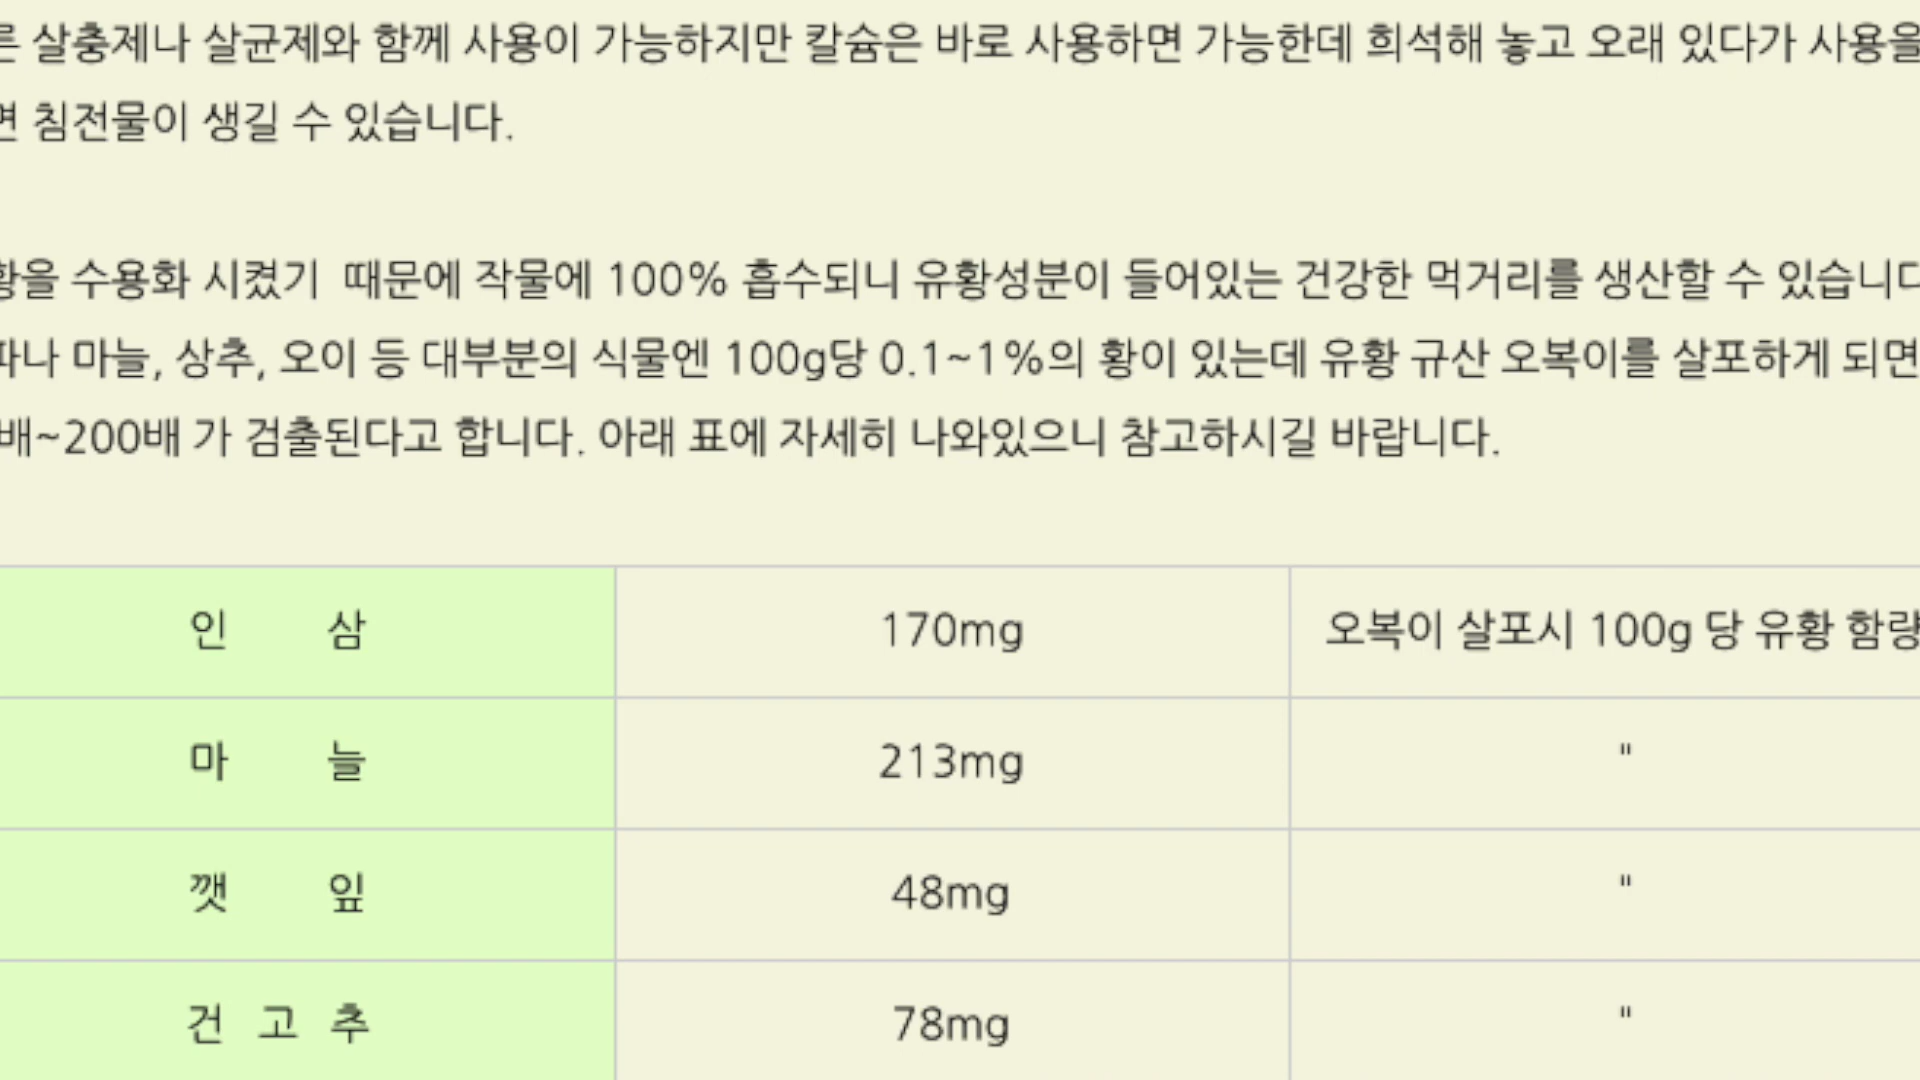 살충제나 살균제와 함께 사용이 가능하지만 칼슘은 바로 사용하면 가능한데 희석해 놓고 오래 있다가 사용을
면 침전물이 생길 수 있습니다.
황을 수용화 시켰기 때문에 작물에 100% 흡수되니 유황성분이 들어있는 건강한 먹거리를 생산할 수 있습니다
파나 마늘, 상추, 오이 등 대부분의 식물엔 100g당 0.1~1%의 황이 있는데 유황 규산 오복이를 살포하게 되면
배~200배 가 검출된다고 합니다. 아래 표에 자세히 나와있으니 참고하시길 바랍니다.
인 삼 170mg 오복이 살포시 100g 당 유황 함량
마 늘 213mg "
깻 잎 48mg "
건 고 추 78mg "